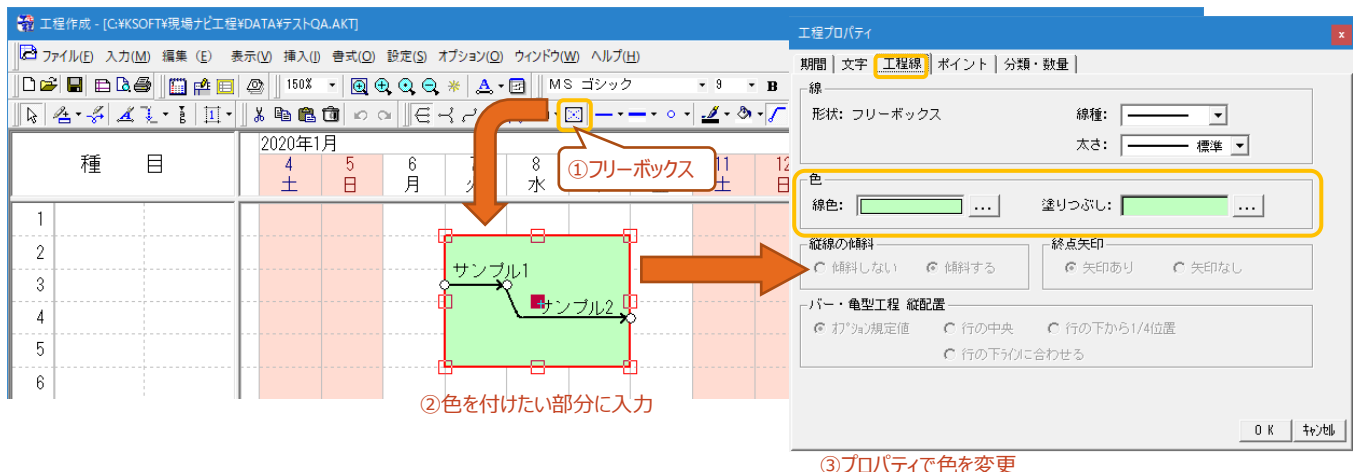 工程作成 - [C:¥KSOFT¥現場ナビ工程¥DATA¥テストQA.AKT]
ファイル(F) 入力(M) 編集 (E) 表示(V) 挿入(I) 書式(O) 設定(S) オプション(O) ウィンドウ(W) ヘルプ(H)
150% A MS ゴシック 9 B
種 目
2020年1月
4 5 6 7 8 11 12
土 日 月 火 水 土 日
①フリーボックス
1
2
3
4
5
6
サンプル1
サンプル2
②色を付けたい部分に入力
工程プロパティ x
期間 文字 工程線 ポイント 分類・数量
線
形状: フリーボックス 線種:
太さ: 標準
色
線色: ... 塗りつぶし: ...
縦線の傾斜 終点矢印
傾斜しない 傾斜する 矢印あり 矢印なし
バー・亀型工程 縦配置
オプション規定値 行の中央 行の下から1/4位置
行の下ラインに合わせる
OK キャンセル
③プロパティで色を変更